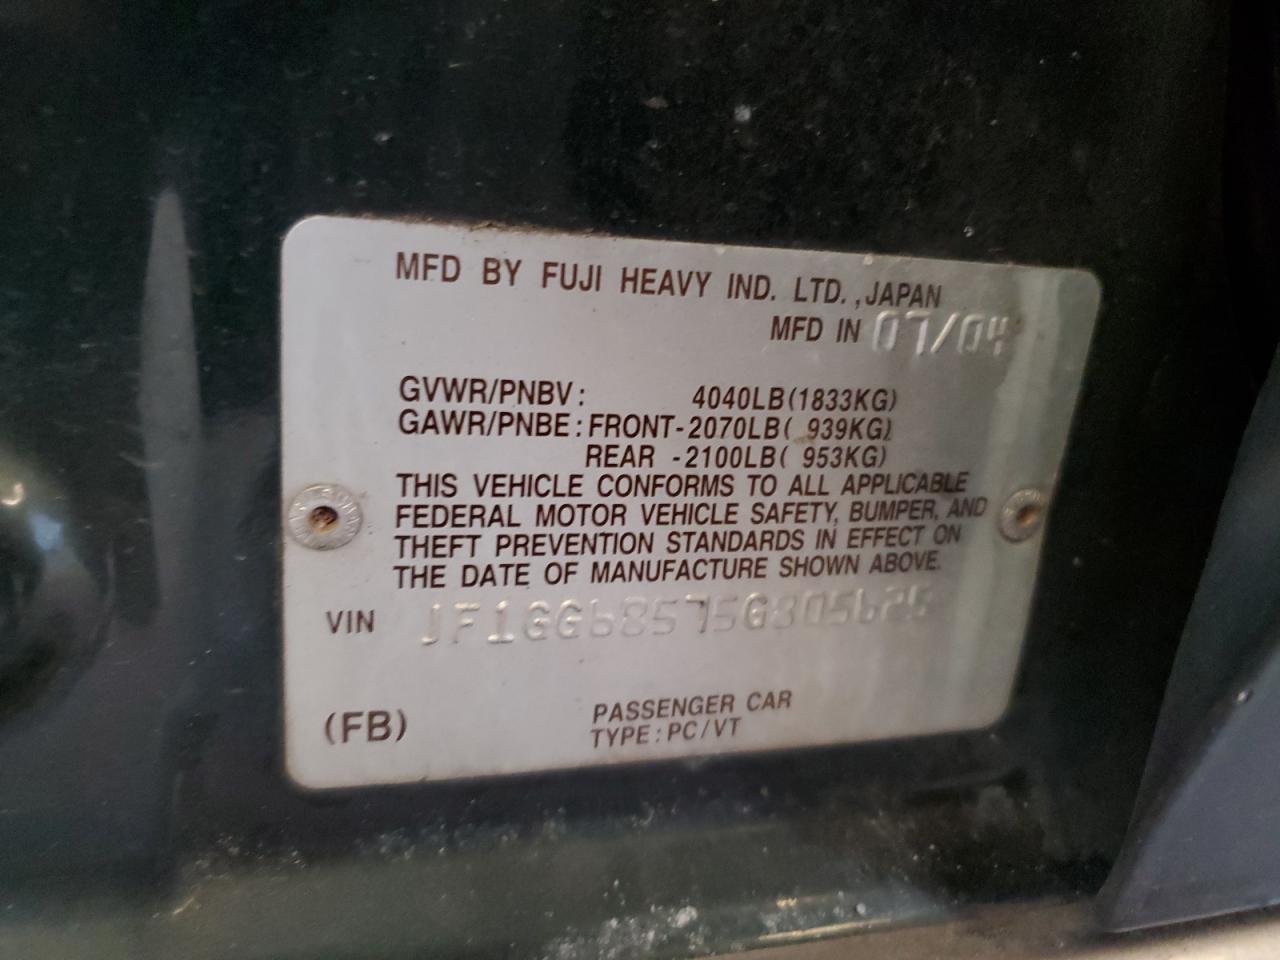 MFD BY FUJI HEAVY IND. LTD.,JAPAN
MFD IN 07/04
GVWR/PNBV: 4040LB(1833KG)
GAWR/PNBE:FRONT-2070LB( 939KG)
REAR -2100LB( 953KG)
THIS VEHICLE CONFORMS TO ALL APPLICABLE
FEDERAL MOTOR VEHICLE SAFETY, BUMPER, AND
THEFT PREVENTION STANDARDS IN EFFECT ON
THE DATE OF MANUFACTURE SHOWN ABOVE.
VIN JF1GG68575G805625
(FB)
PASSENGER CAR
TYPE:PC/VT